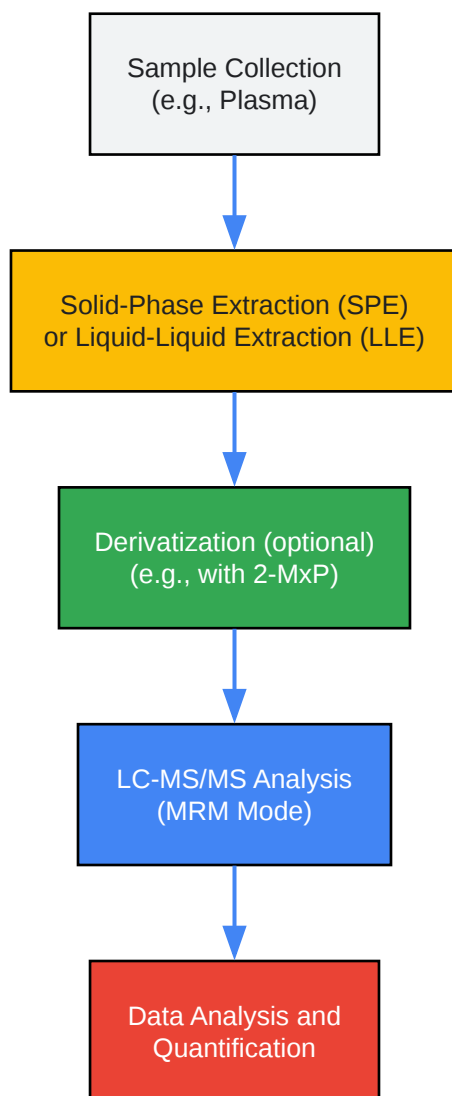 Sample Collection
(e.g., Plasma)
Solid-Phase Extraction (SPE)
or Liquid-Liquid Extraction (LLE)
Derivatization (optional)
(e.g., with 2-MxP)
LC-MS/MS Analysis
(MRM Mode)
Data Analysis and
Quantification